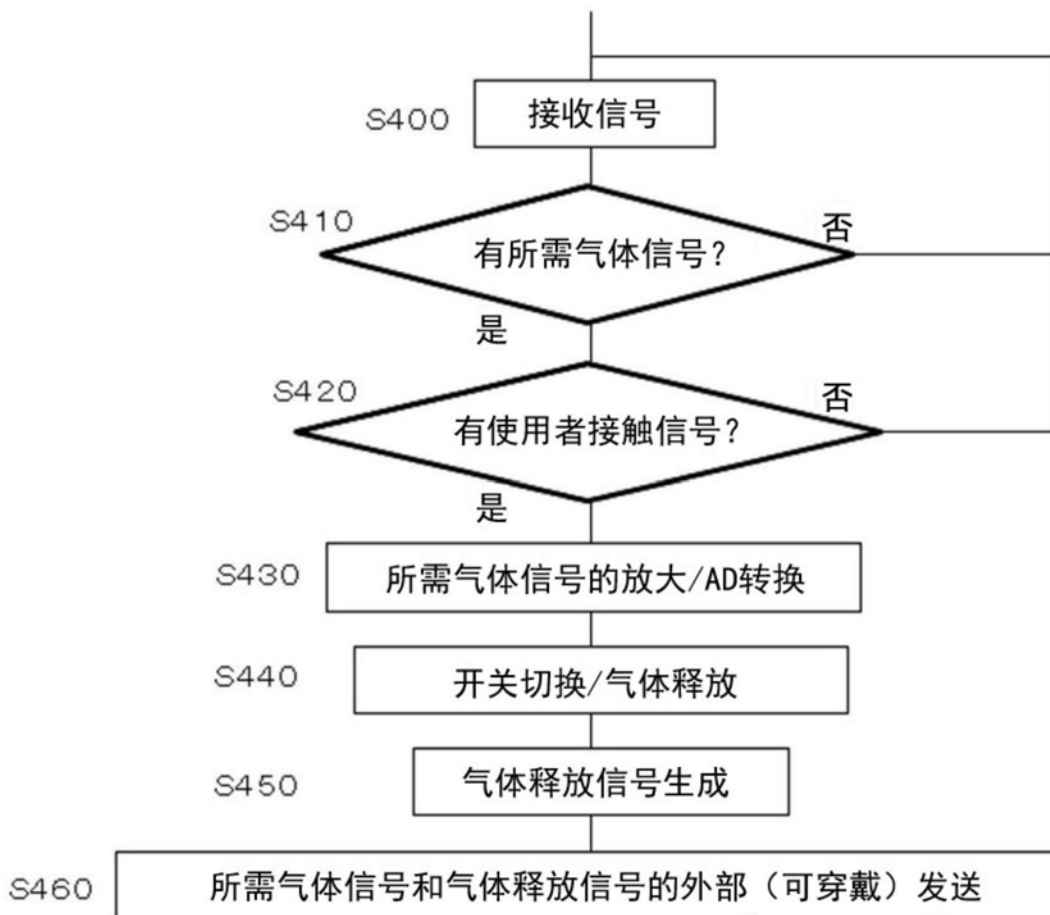 S400 接收信号
S410 有所需气体信号？ 否
是
S420 有使用者接触信号？ 否
是
S430 所需气体信号的放大/AD转换
S440 开关切换/气体释放
S450 气体释放信号生成
S460 所需气体信号和气体释放信号的外部（可穿戴）发送